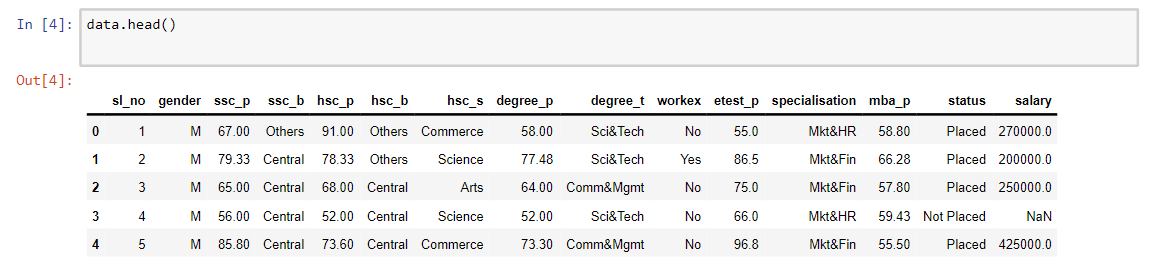 In [4]: data.head()
Out[4]:
sl_no gender ssc_p ssc_b hsc_p hsc_b hsc_s degree_p degree_t workex etest_p specialisation mba_p status salary
0 1 M 67.00 Others 91.00 Others Commerce 58.00 Sci&Tech No 55.0 Mkt&HR 58.80 Placed 270000.0
1 2 M 79.33 Central 78.33 Others Science 77.48 Sci&Tech Yes 86.5 Mkt&Fin 66.28 Placed 200000.0
2 3 M 65.00 Central 68.00 Central Arts 64.00 Comm&Mgmt No 75.0 Mkt&Fin 57.80 Placed 250000.0
3 4 M 56.00 Central 52.00 Central Science 52.00 Sci&Tech No 66.0 Mkt&HR 59.43 Not Placed NaN
4 5 M 85.80 Central 73.60 Central Commerce 73.30 Comm&Mgmt No 96.8 Mkt&Fin 55.50 Placed 425000.0